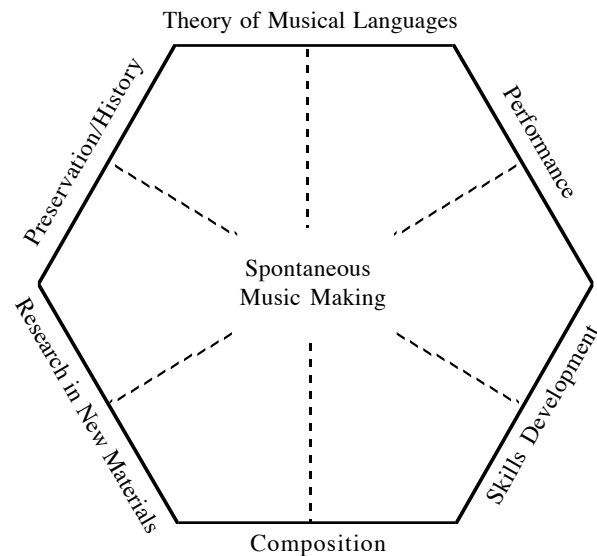 Theory of Musical Languages
Preservation/History
Performance
Spontaneous
Music Making
Research in New Materials
Skills Development
Composition